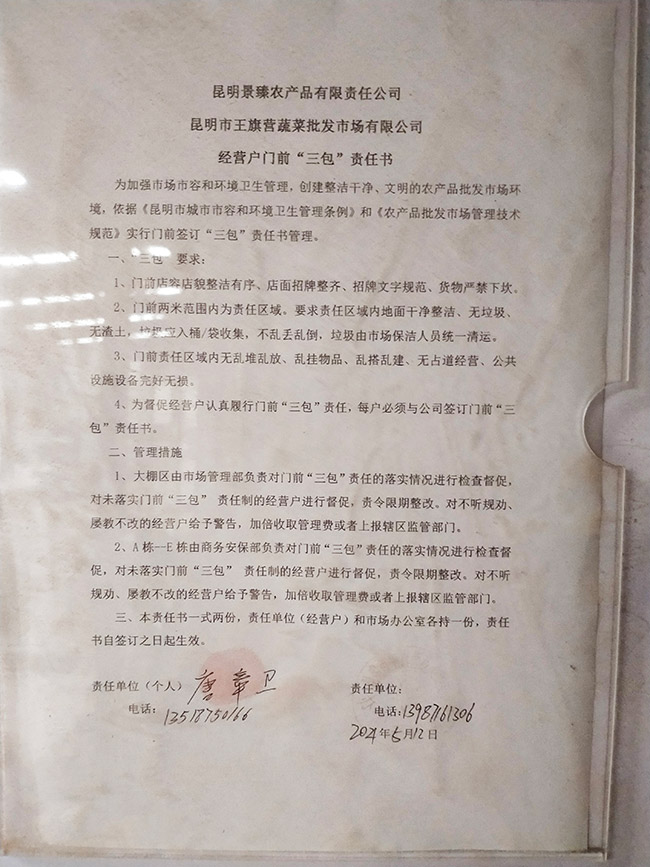 昆明景臻农产品有限责任公司
昆明市王旗营蔬菜批发市场有限公司
经营户门前“三包”责任书
为加强市场市容和环境卫生管理，创建整洁干净、文明的农产品批发市场环
境，依据《昆明市城市市容和环境卫生管理条例》和《农产品批发市场管理技术
规范》实行门前签订“三包”责任书管理。
一、“三包” 要求：
1、门前店容店貌整洁有序、店面招牌整齐、招牌文字规范、货物严禁下坎。
2、门前两米范围内为责任区域。要求责任区域内地面干净整洁、无垃圾、
无渣土，垃圾应入桶/袋收集，不乱丢乱倒，垃圾由市场保洁人员统一清运。
3、门前责任区域内无乱堆乱放、乱挂物品、乱搭乱建、无占道经营、公共
设施设备完好无损。
4、为督促经营户认真履行门前“三包”责任，每户必须与公司签订门前“三
包”责任书。
二、管理措施
1、大棚区由市场管理部负责对门前“三包”责任的落实情况进行检查督促，
对未落实门前“三包” 责任制的经营户进行督促，责令限期整改。对不听规劝、
屡教不改的经营户给予警告，加倍收取管理费或者上报辖区监管部门。
2、A 栋--E 栋由商务安保部负责对门前“三包”责任的落实情况进行检查督
促，对未落实门前“三包” 责任制的经营户进行督促，责令限期整改。对不听
规劝、屡教不改的经营户给予警告，加倍收取管理费或者上报辖区监管部门。
三、本责任书一式两份，责任单位（经营户）和市场办公室各持一份，责任
书自签订之日起生效。
责任单位（个人） 唐章卫 责任单位：
电话：13518750166 电话：13987161306
2021年5月12日